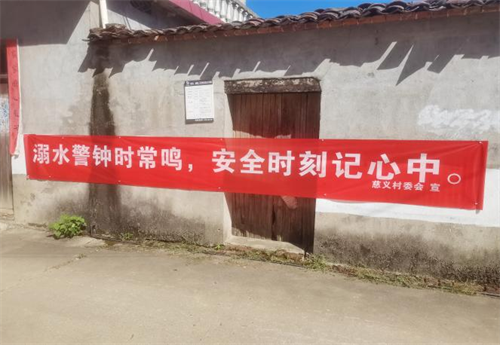 溺水警钟时常鸣，安全时刻记心中。
慈义村委会 宣